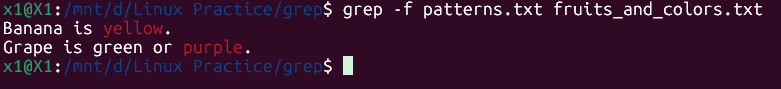 x1@X1:/mnt/d/Linux Practice/grep$ grep -f patterns.txt fruits_and_colors.txt
Banana is yellow.
Grape is green or purple.
x1@X1:/mnt/d/Linux Practice/grep$